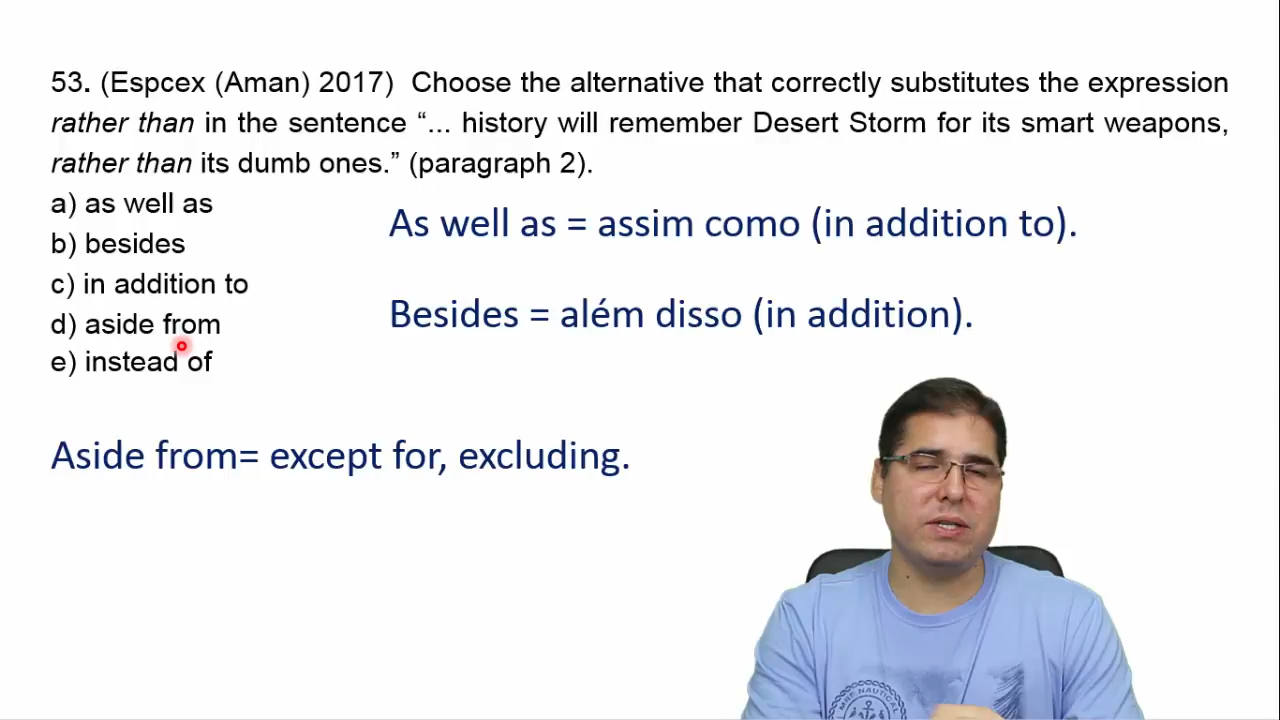 53. (Espcex (Aman) 2017) Choose the alternative that correctly substitutes the expression
rather than in the sentence “... history will remember Desert Storm for its smart weapons,
rather than its dumb ones.” (paragraph 2).
a) as well as
b) besides
c) in addition to
d) aside from
e) instead of
As well as = assim como (in addition to).
Besides = além disso (in addition).
Aside from= except for, excluding.
NAUTICAL